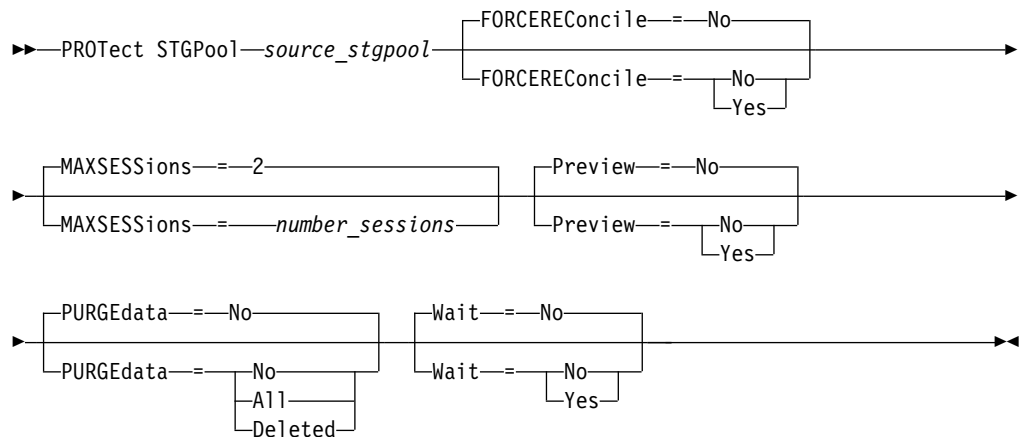 FORCEREConcile = No
PROTect STGPool source_stgpool
FORCEREConcile = No
Yes
MAXSESSions = 2 Preview = No
MAXSESSions = number_sessions Preview = No
Yes
PURGEdata = No Wait = No
PURGEdata = No Wait = No
All Yes
Deleted